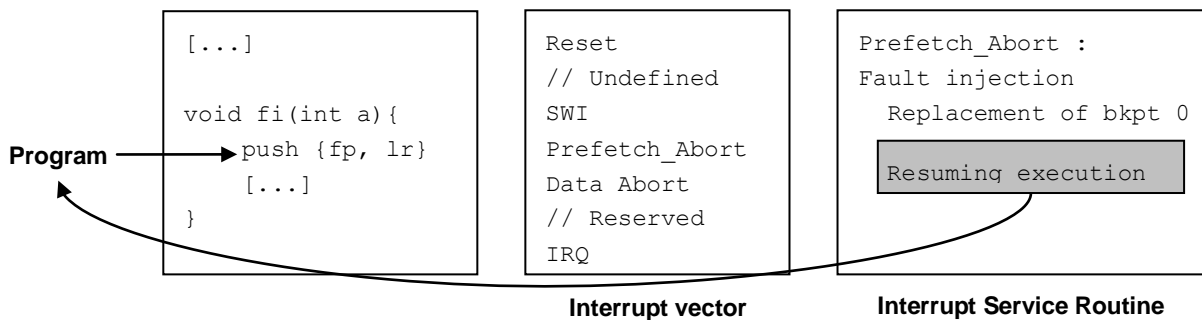 [...]
void fi(int a){
push {fp, lr}
[...]
}
Program
Reset
// Undefined
SWI
Prefetch_Abort
Data Abort
// Reserved
IRQ
Interrupt vector
Prefetch_Abort :
Fault injection
Replacement of bkpt 0
Resuming execution
Interrupt Service Routine